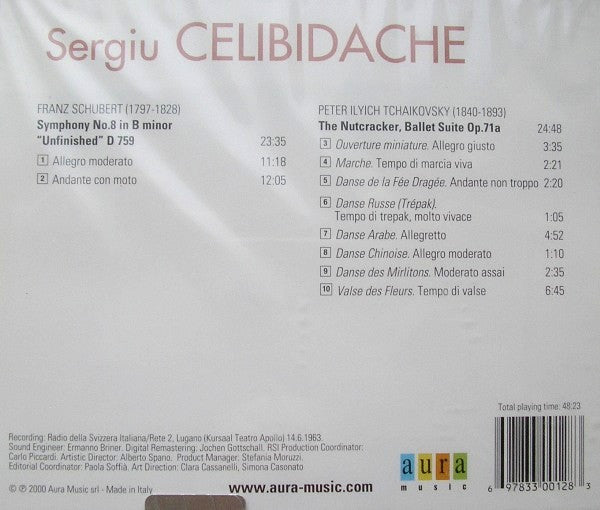 Sergiu CELIBIDACHE
FRANZ SCHUBERT (1797-1828)
Symphony No.8 in B minor
"Unfinished" D 759 23:35
1 Allegro moderato 11:18
2 Andante con moto 12:05
PETER ILYICH TCHAIKOVSKY (1840-1893)
The Nutcracker, Ballet Suite Op.71a 24:48
3 Ouverture miniature. Allegro giusto 3:35
4 Marche. Tempo di marcia viva 2:21
5 Danse de la Fée Dragée. Andante non troppo 2:20
6 Danse Russe (Trépak).
Tempo di trepak, molto vivace 1:05
7 Danse Arabe. Allegretto 4:52
8 Danse Chinoise. Allegro moderato 1:10
9 Danse des Mirlitons. Moderato assai 2:35
10 Valse des Fleurs. Tempo di valse 6:45
Total playing time: 48:23
Recording: Radio della Svizzera Italiana/Rete 2, Lugano (Kursaal Teatro Apollo) 14.6.1963.
Sound Engineer: Ermanno Briner. Digital Remastering: Jochen Gottschall. RSI Production Coordinator:
Carlo Piccardi. Artistic Director: Alberto Spano. Product Manager: Stefania Moruzzi.
Editorial Coordinator: Paola Soffià. Art Direction: Clara Cassanelli, Simona Casonato
© ℗ 2000 Aura Music srl - Made in Italy
www.aura-music.com
aura
music
6 97833 00128 3